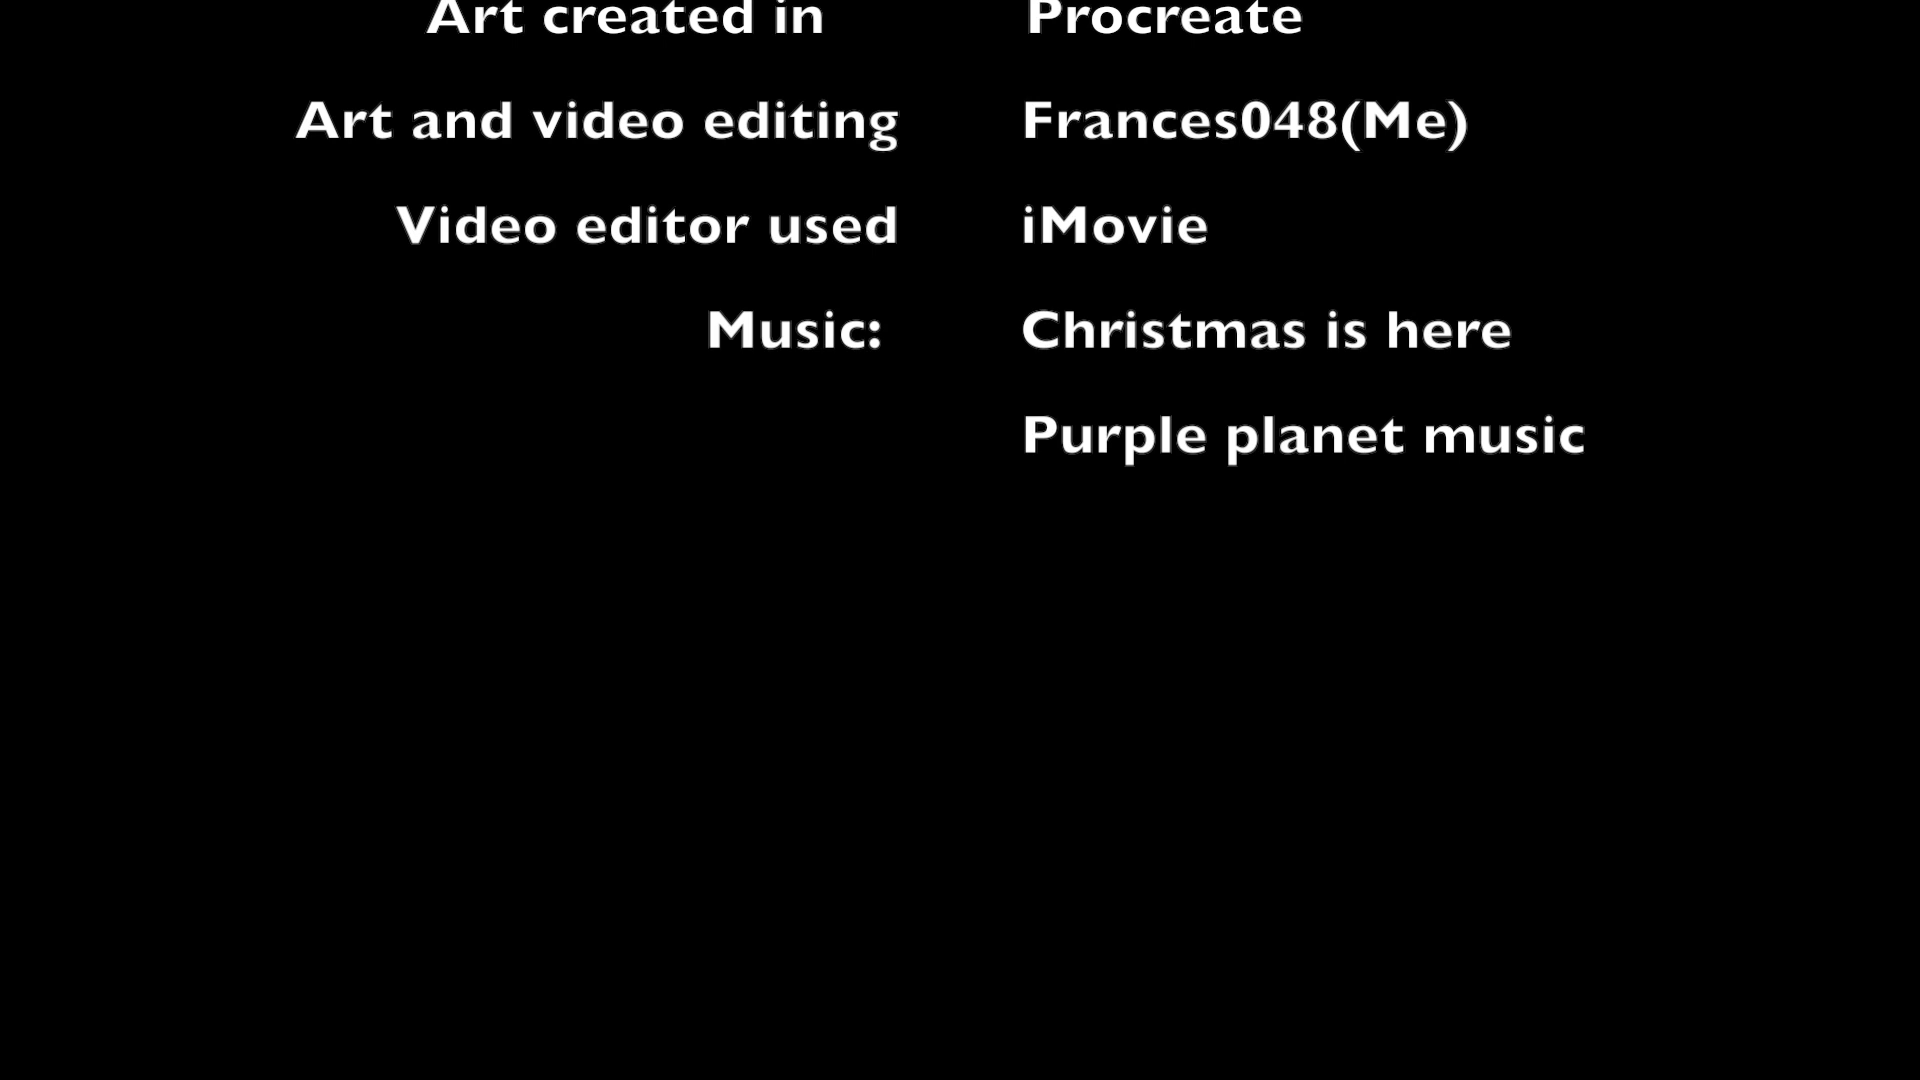 Art created in Procreate
Art and video editing Frances048(Me)
Video editor used iMovie
Music: Christmas is here
Purple planet music